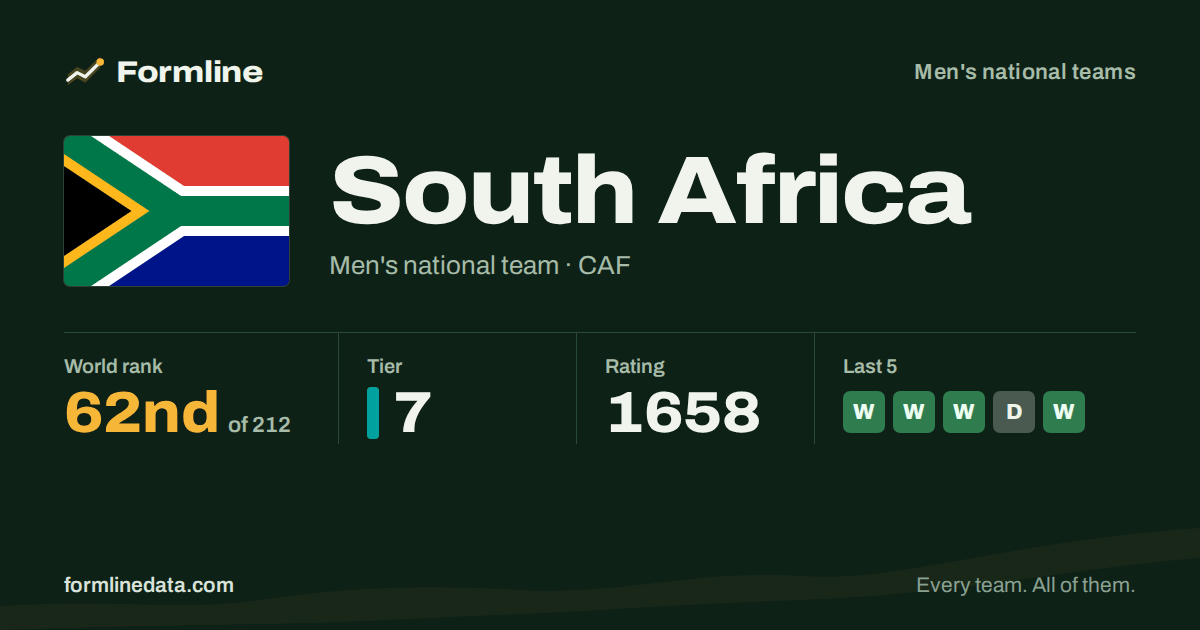 Formline
Men's national teams
South Africa
Men's national team · CAF
World rank
62nd of 212
Tier
7
Rating
1658
Last 5
W W W D W
formlinedata.com
Every team. All of them.